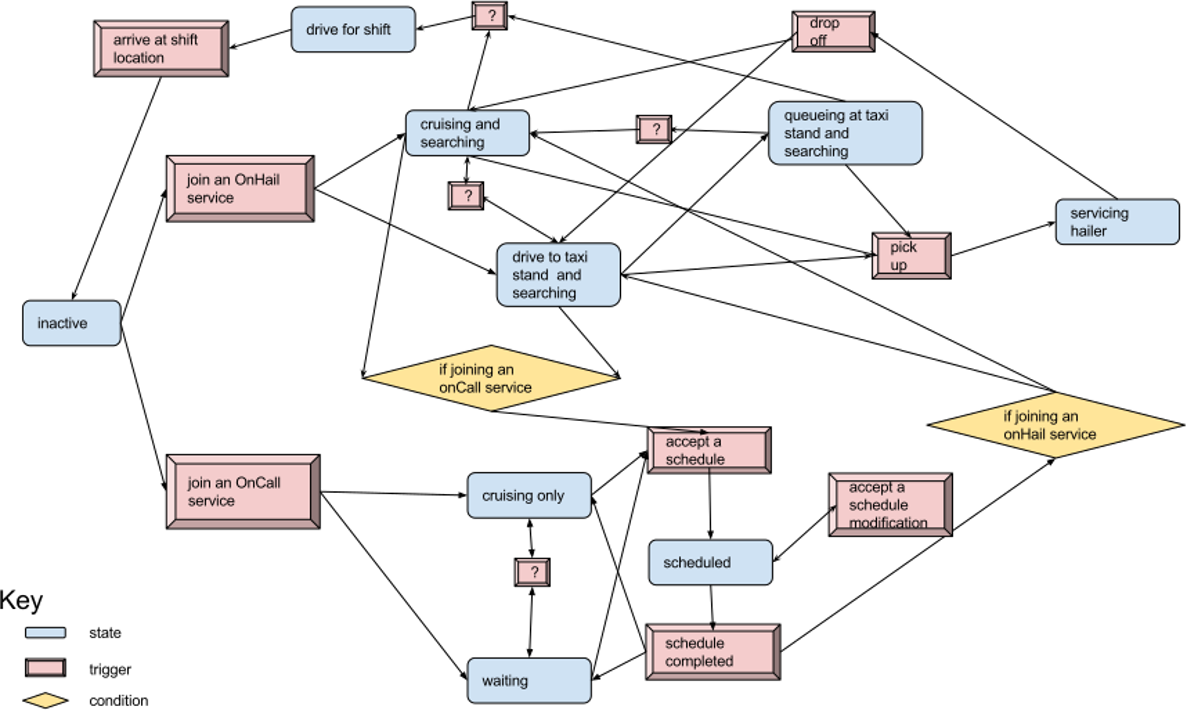 ?
drive for shift
drop
off
arrive at shift
location
cruising and
searching
?
queueing at taxi
stand and
searching
join an OnHail
service
?
servicing
hailer
pick
up
drive to taxi
stand and
searching
inactive
if joining an
onCall service
if joining an
onHail service
accept a
schedule
join an OnCall
service
cruising only
accept a
schedule
modification
scheduled
?
schedule
completed
waiting
Key
state
trigger
condition